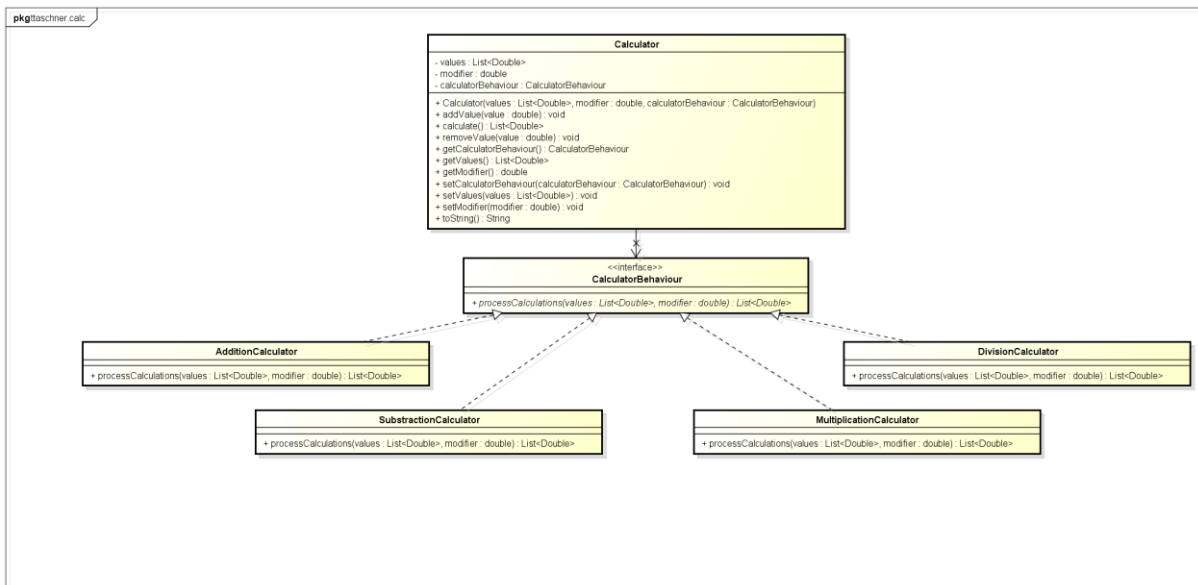 pkg ttaschner.calc
Calculator
- values : List<Double>
- modifier : double
- calculatorBehaviour : CalculatorBehaviour
+ Calculator(values : List<Double>, modifier : double, calculatorBehaviour : CalculatorBehaviour)
+ addValue(value : double) : void
+ calculate() : List<Double>
+ removeValue(value : double) : void
+ getCalculatorBehaviour() : CalculatorBehaviour
+ getValues() : List<Double>
+ getModifier() : double
+ setCalculatorBehaviour(calculatorBehaviour : CalculatorBehaviour) : void
+ setValues(values : List<Double>) : void
+ setModifier(modifier : double) : void
+ toString() : String
<<interface>>
CalculatorBehaviour
+ processCalculations(values : List<Double>, modifier : double) : List<Double>
AdditionCalculator
+ processCalculations(values : List<Double>, modifier : double) : List<Double>
DivisionCalculator
+ processCalculations(values : List<Double>, modifier : double) : List<Double>
SubstractionCalculator
+ processCalculations(values : List<Double>, modifier : double) : List<Double>
MultiplicationCalculator
+ processCalculations(values : List<Double>, modifier : double) : List<Double>